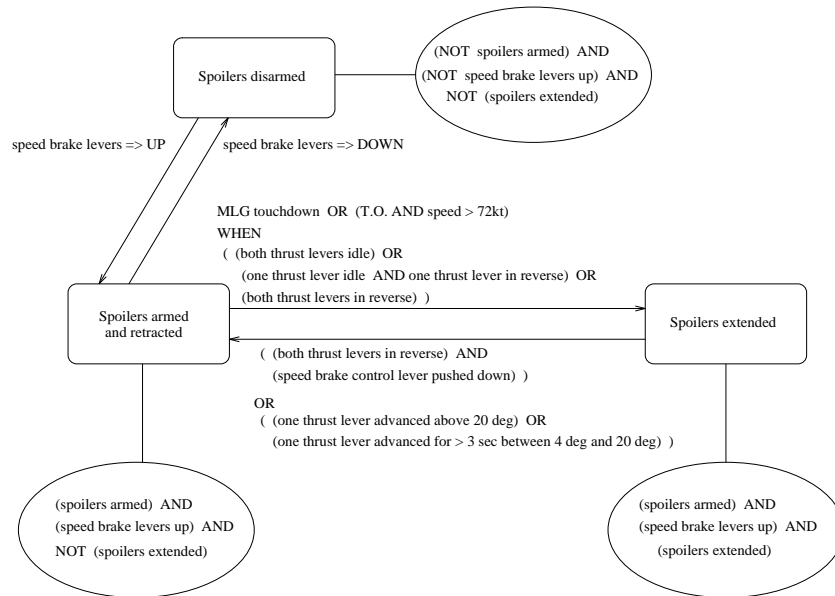 (NOT spoilers armed) AND
(NOT speed brake levers up) AND
NOT (spoilers extended)
Spoilers disarmed
speed brake levers => UP
speed brake levers => DOWN
MLG touchdown OR (T.O. AND speed > 72kt)
WHEN
( (both thrust levers idle) OR
(one thrust lever idle AND one thrust lever in reverse) OR
(both thrust levers in reverse) )
Spoilers armed
and retracted
Spoilers extended
( (both thrust levers in reverse) AND
(speed brake control lever pushed down) )
OR
( (one thrust lever advanced above 20 deg) OR
(one thrust lever advanced for > 3 sec between 4 deg and 20 deg) )
(spoilers armed) AND
(speed brake levers up) AND
NOT (spoilers extended)
(spoilers armed) AND
(speed brake levers up) AND
(spoilers extended)